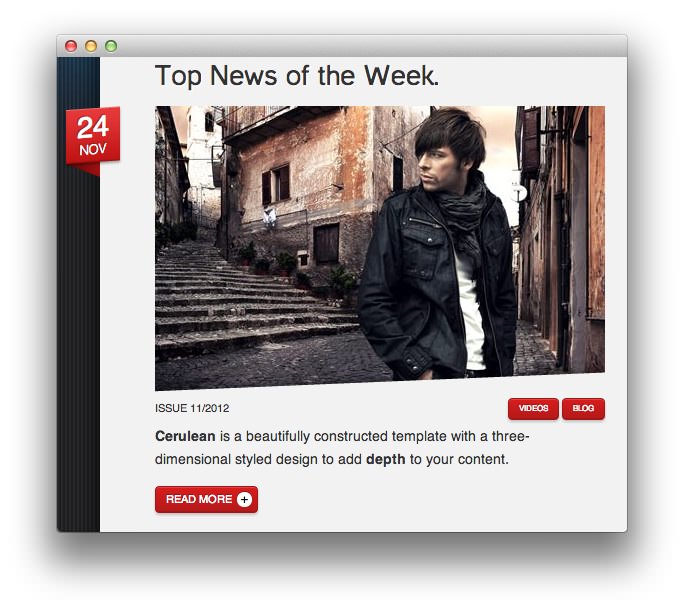 Top News of the Week.
24
NOV
ISSUE 11/2012
VIDEOS
BLOG
Cerulean is a beautifully constructed template with a three-
dimensional styled design to add depth to your content.
READ MORE